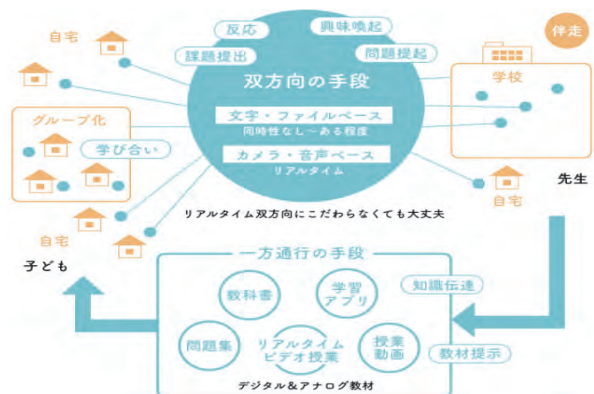 反応
興味喚起
伴走
自宅
課題提出
問題提起
学校
双方向の手段
文字・ファイルベース
同時性なし〜ある程度
グループ化
学び合い
カメラ・音声ベース
リアルタイム
先生
自宅
リアルタイム双方向にこだわらなくても大丈夫
自宅
子ども
一方通行の手段
教科書
学習
アプリ
知識伝達
問題集
リアルタイム
ビデオ授業
授業
動画
教材提示
デジタル&アナログ教材